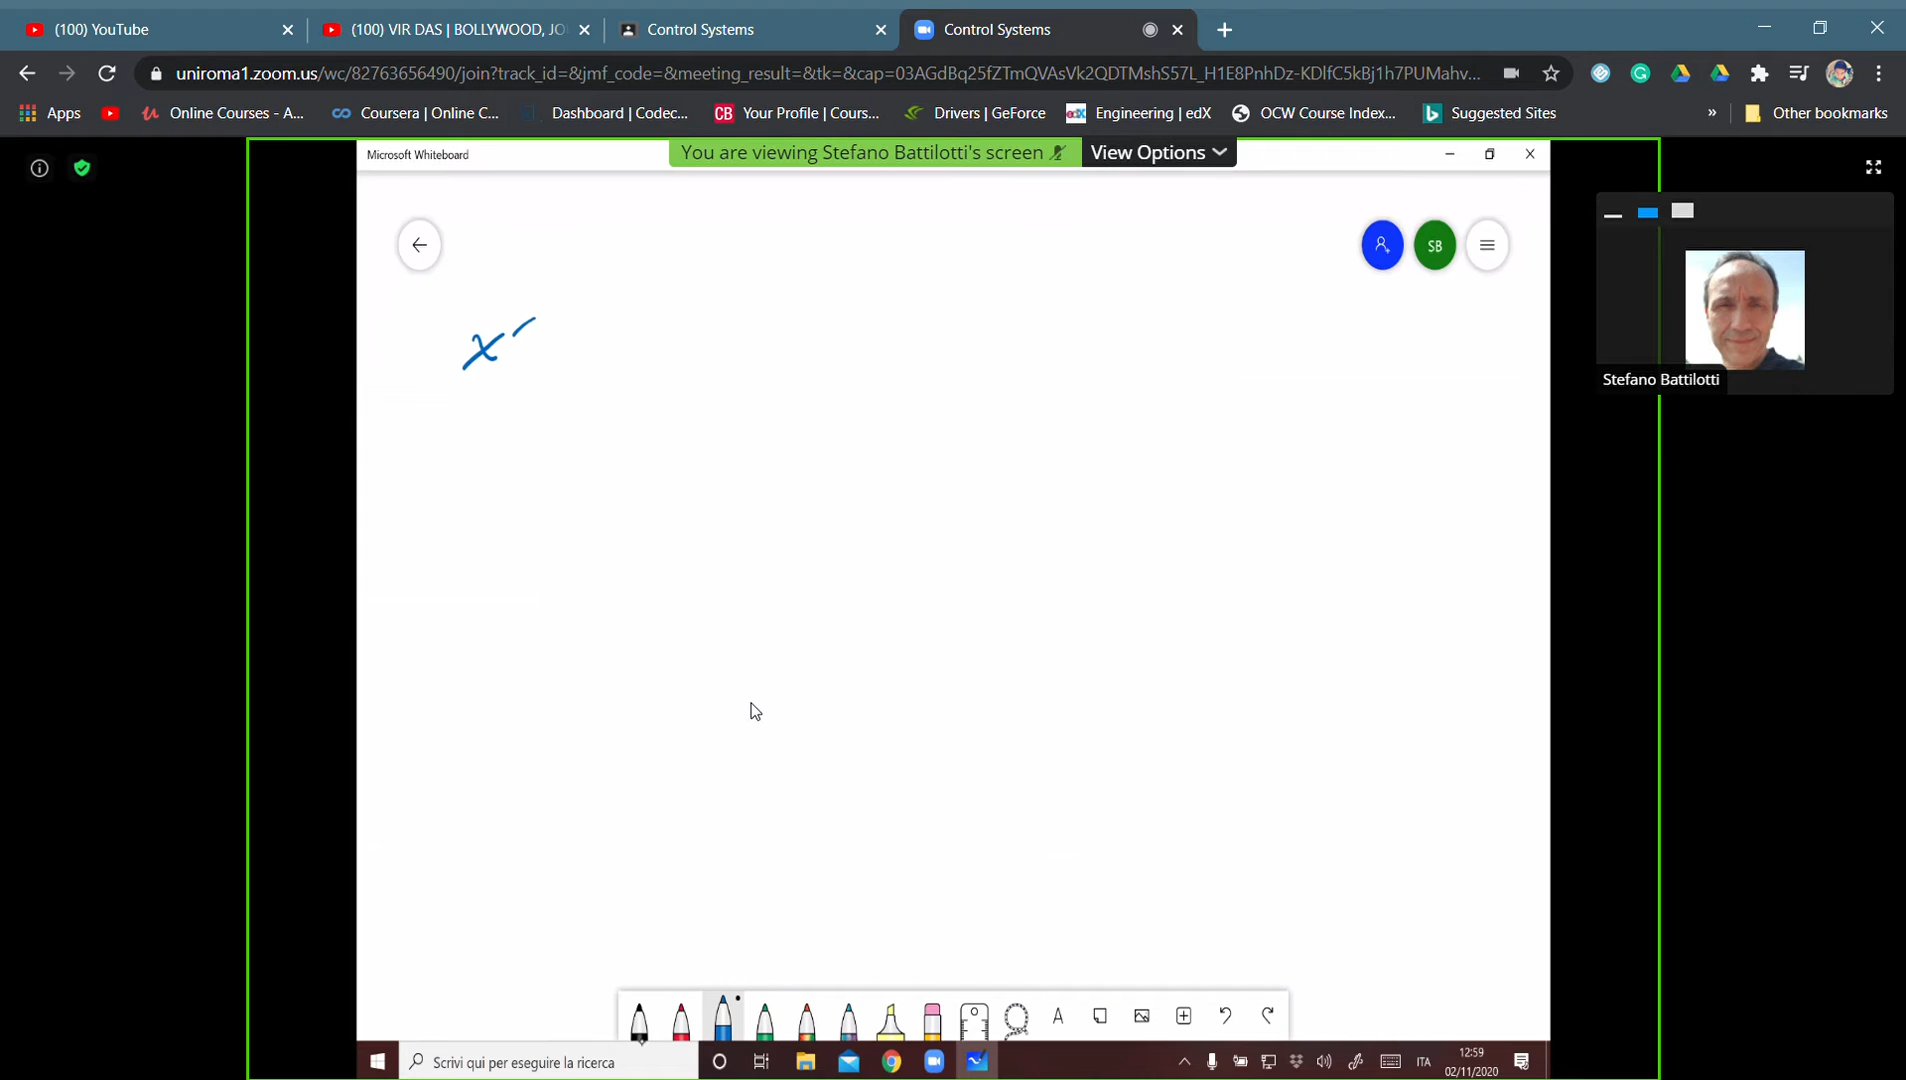 (100) YouTube
(100) VIR DAS | BOLLYWOOD, JO
Control Systems
Control Systems
uniroma1.zoom.us/wc/82763656490/join?track_id=&jmf_code=&meeting_result=&tk=&cap=03AGdBq25fZTmQVAsVk2QDTMshS57L_H1E8PnhDz-KDlfC5kBj1h7PUMahv...
Apps
Online Courses - A...
Coursera | Online C...
Dashboard | Codec...
CB
Your Profile | Cours...
Drivers | GeForce
edX
Engineering | edX
OCW Course Index...
Suggested Sites
»
Other bookmarks
Microsoft Whiteboard
You are viewing Stefano Battilotti's screen
View Options
SB
x
Stefano Battilotti
A
Scrivi qui per eseguire la ricerca
ITA
12:59
02/11/2020